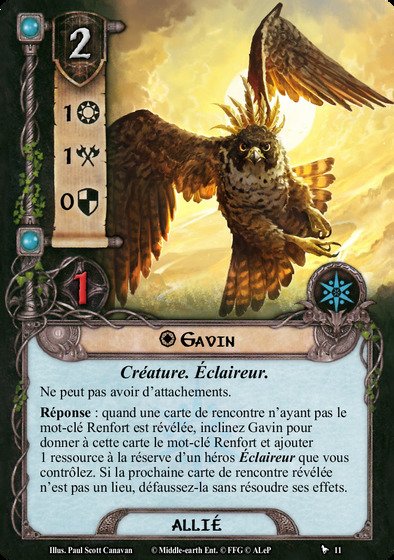 2
1
1
0
1
Gavin
Créature. Éclaireur.
Ne peut pas avoir d'attachements.
Réponse : quand une carte de rencontre n'ayant pas le
mot-clé Renfort est révélée, inclinez Gavin pour
donner à cette carte le mot-clé Renfort et ajouter
1 ressource à la réserve d'un héros Éclaireur que vous
contrôlez. Si la prochaine carte de rencontre révélée
n'est pas un lieu, défaussez-la sans résoudre ses effets.
ALLIÉ
Illus. Paul Scott Canavan © Middle-earth Ent. © FFG © ALeP 11